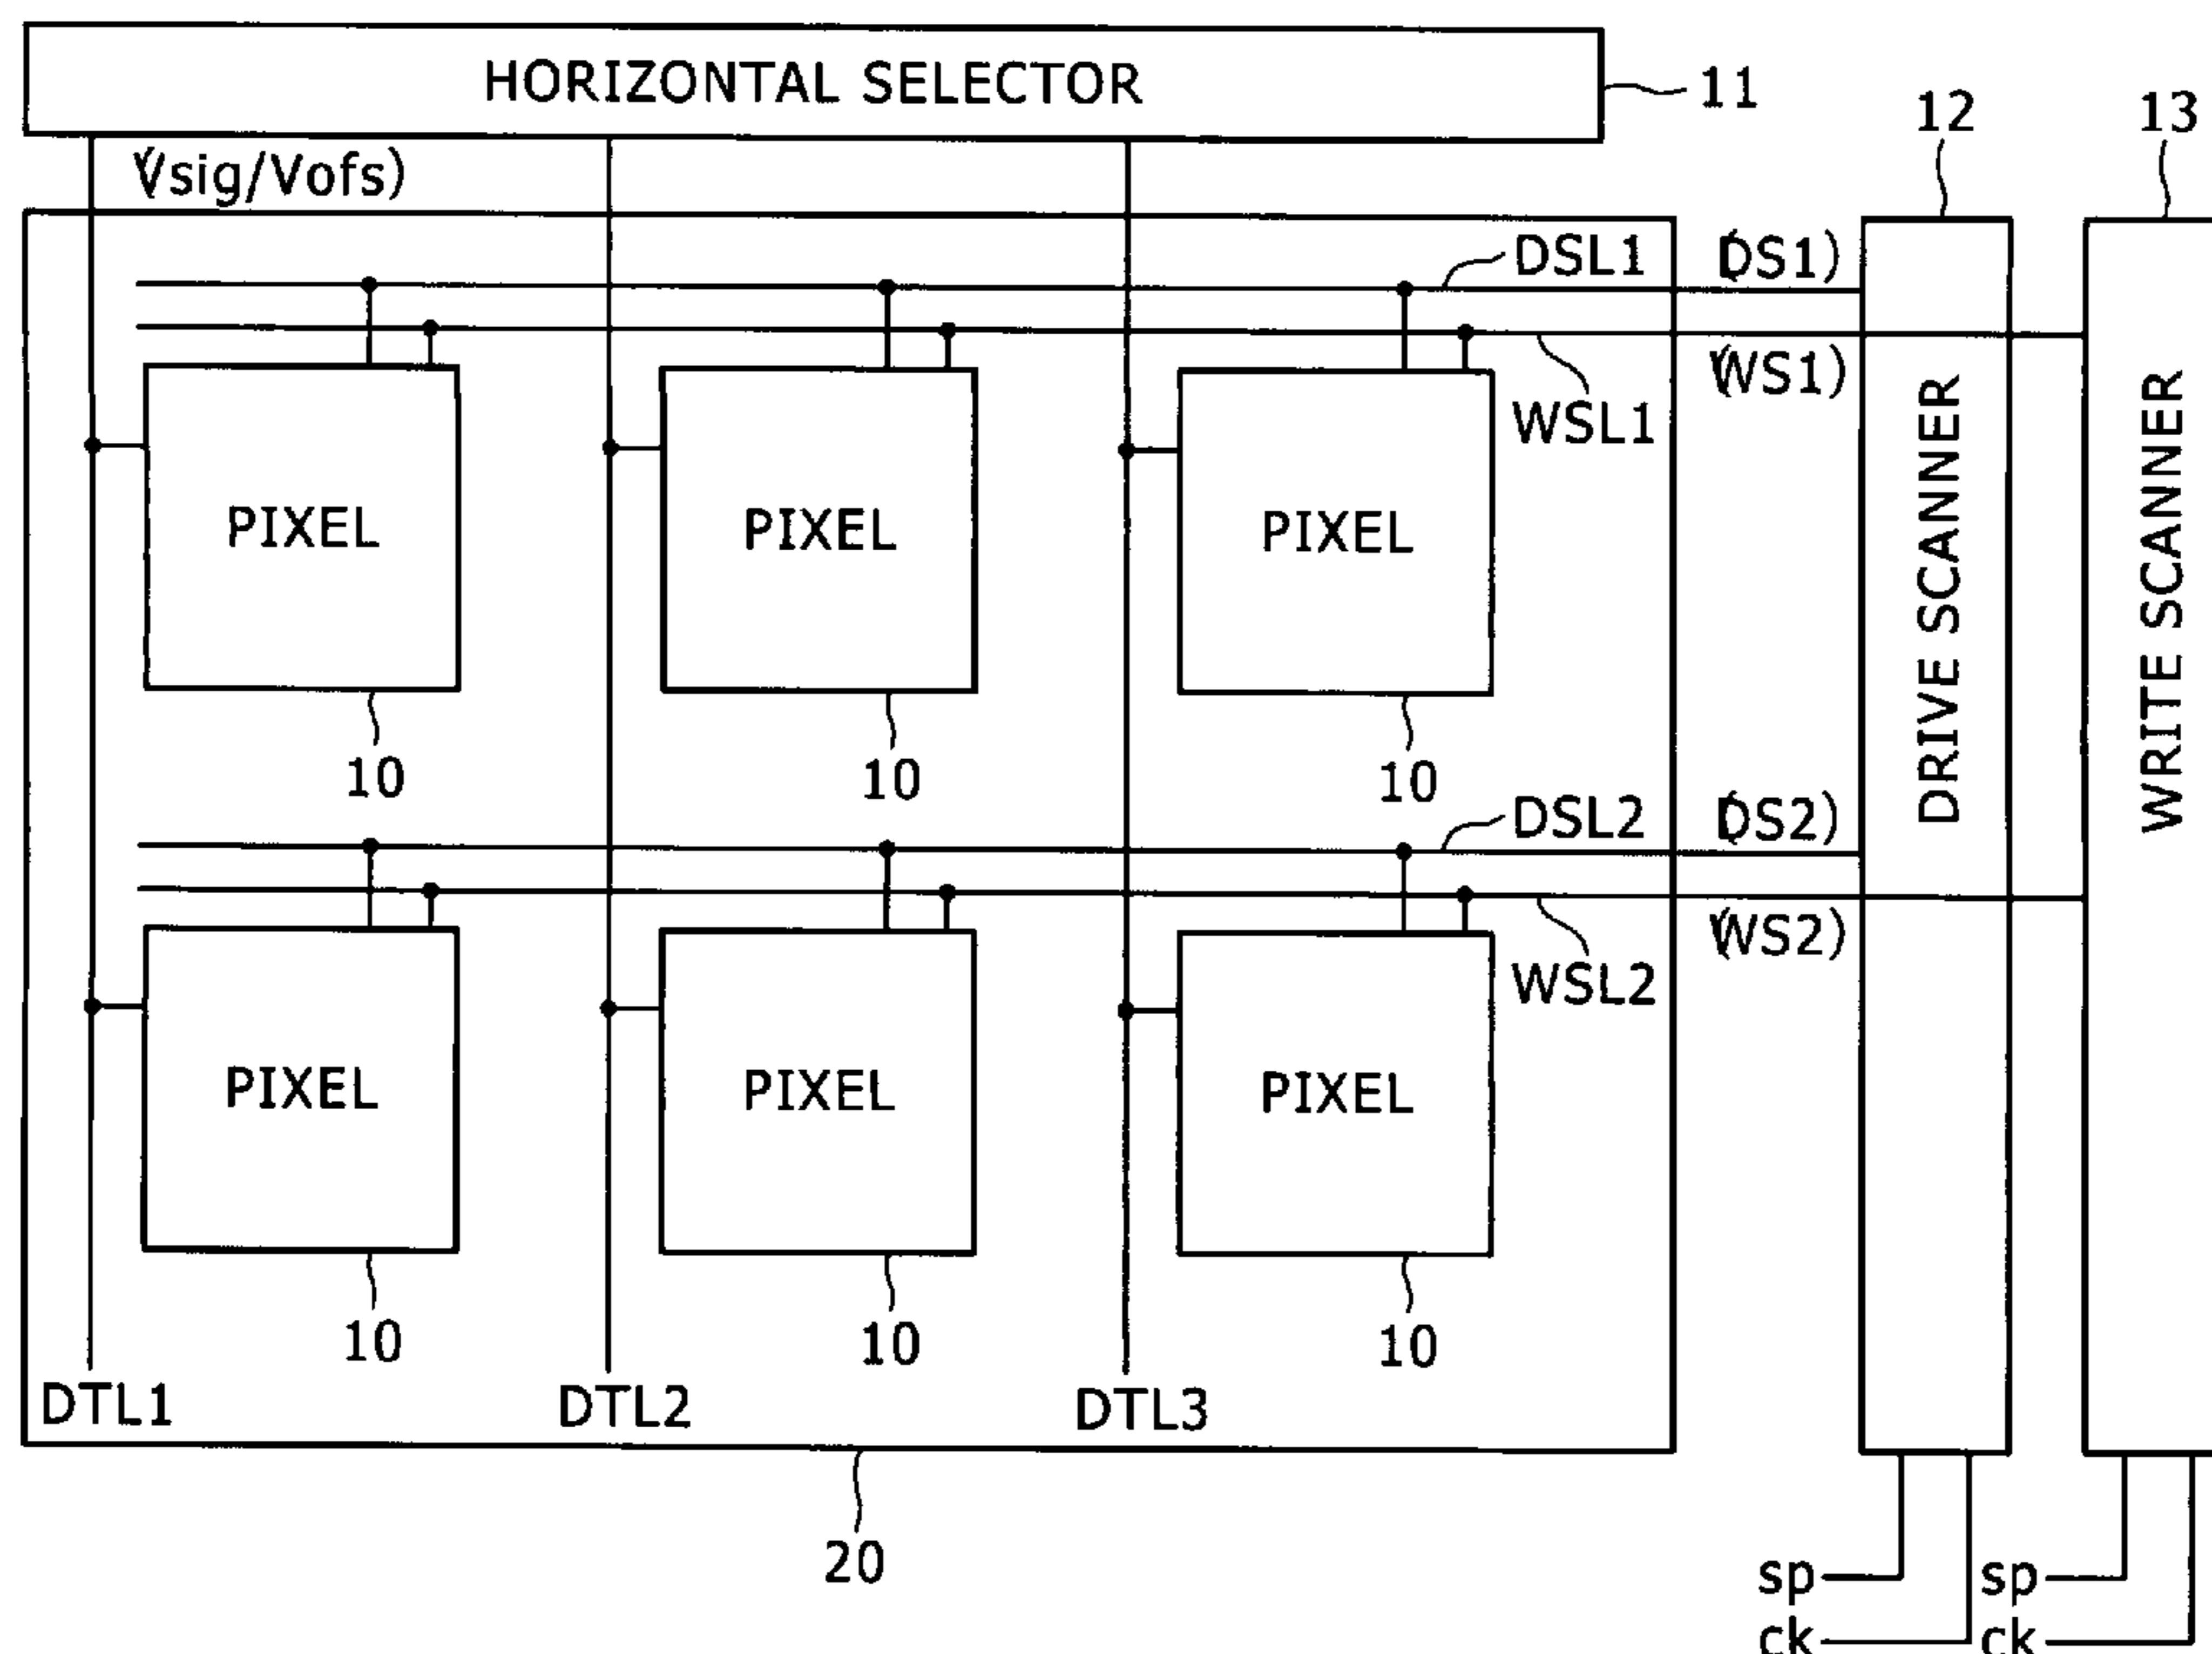 HORIZONTAL SELECTOR
11
12
13
(Vsig/Vofs)
DSL1
(DS1)
(WS1)
WSL1
DRIVE SCANNER
WRITE SCANNER
PIXEL
PIXEL
PIXEL
10
10
10
DSL2
(DS2)
(WS2)
WSL2
PIXEL
PIXEL
PIXEL
10
10
10
DTL1
DTL2
DTL3
20
sp
sp
ck
ck